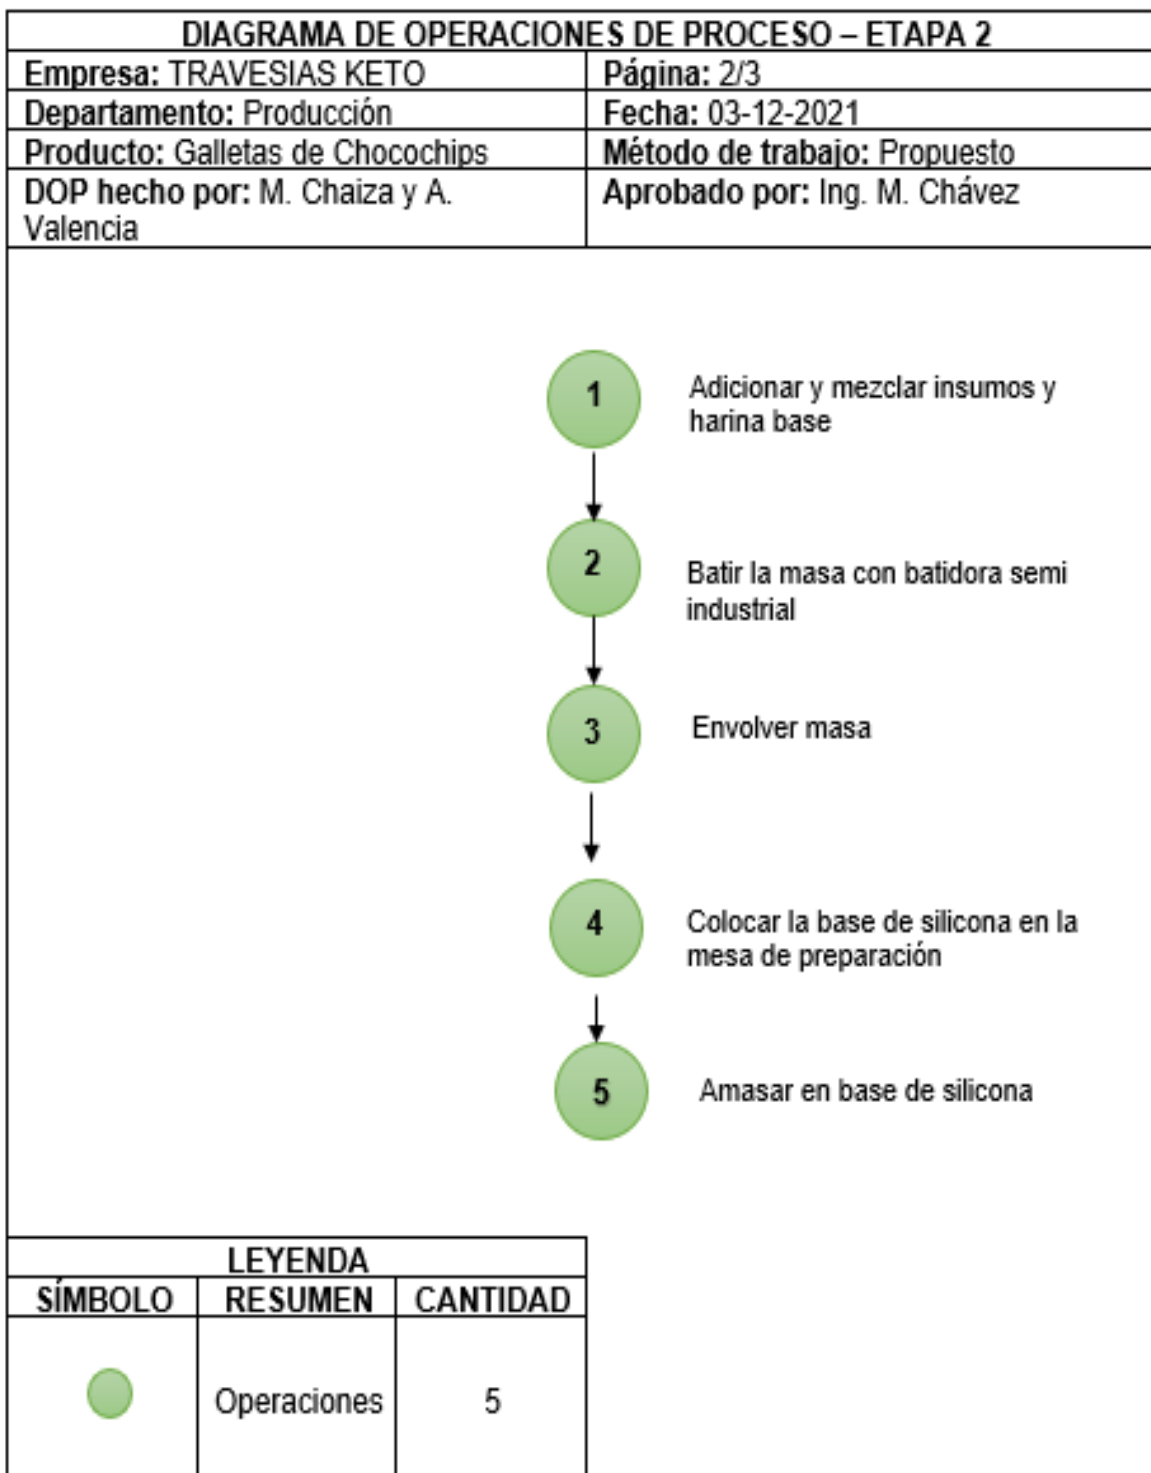 DIAGRAMA DE OPERACIONES DE PROCESO – ETAPA 2
Empresa: TRAVESIAS KETO
Página: 2/3
Departamento: Producción
Fecha: 03-12-2021
Producto: Galletas de Chocochips
Método de trabajo: Propuesto
DOP hecho por: M. Chaiza y A.
Valencia
Aprobado por: Ing. M. Chávez
1
Adicionar y mezclar insumos y
harina base
2
Batir la masa con batidora semi
industrial
3
Envolver masa
4
Colocar la base de silicona en la
mesa de preparación
5
Amasar en base de silicona
LEYENDA
SÍMBOLO
RESUMEN
CANTIDAD
Operaciones
5